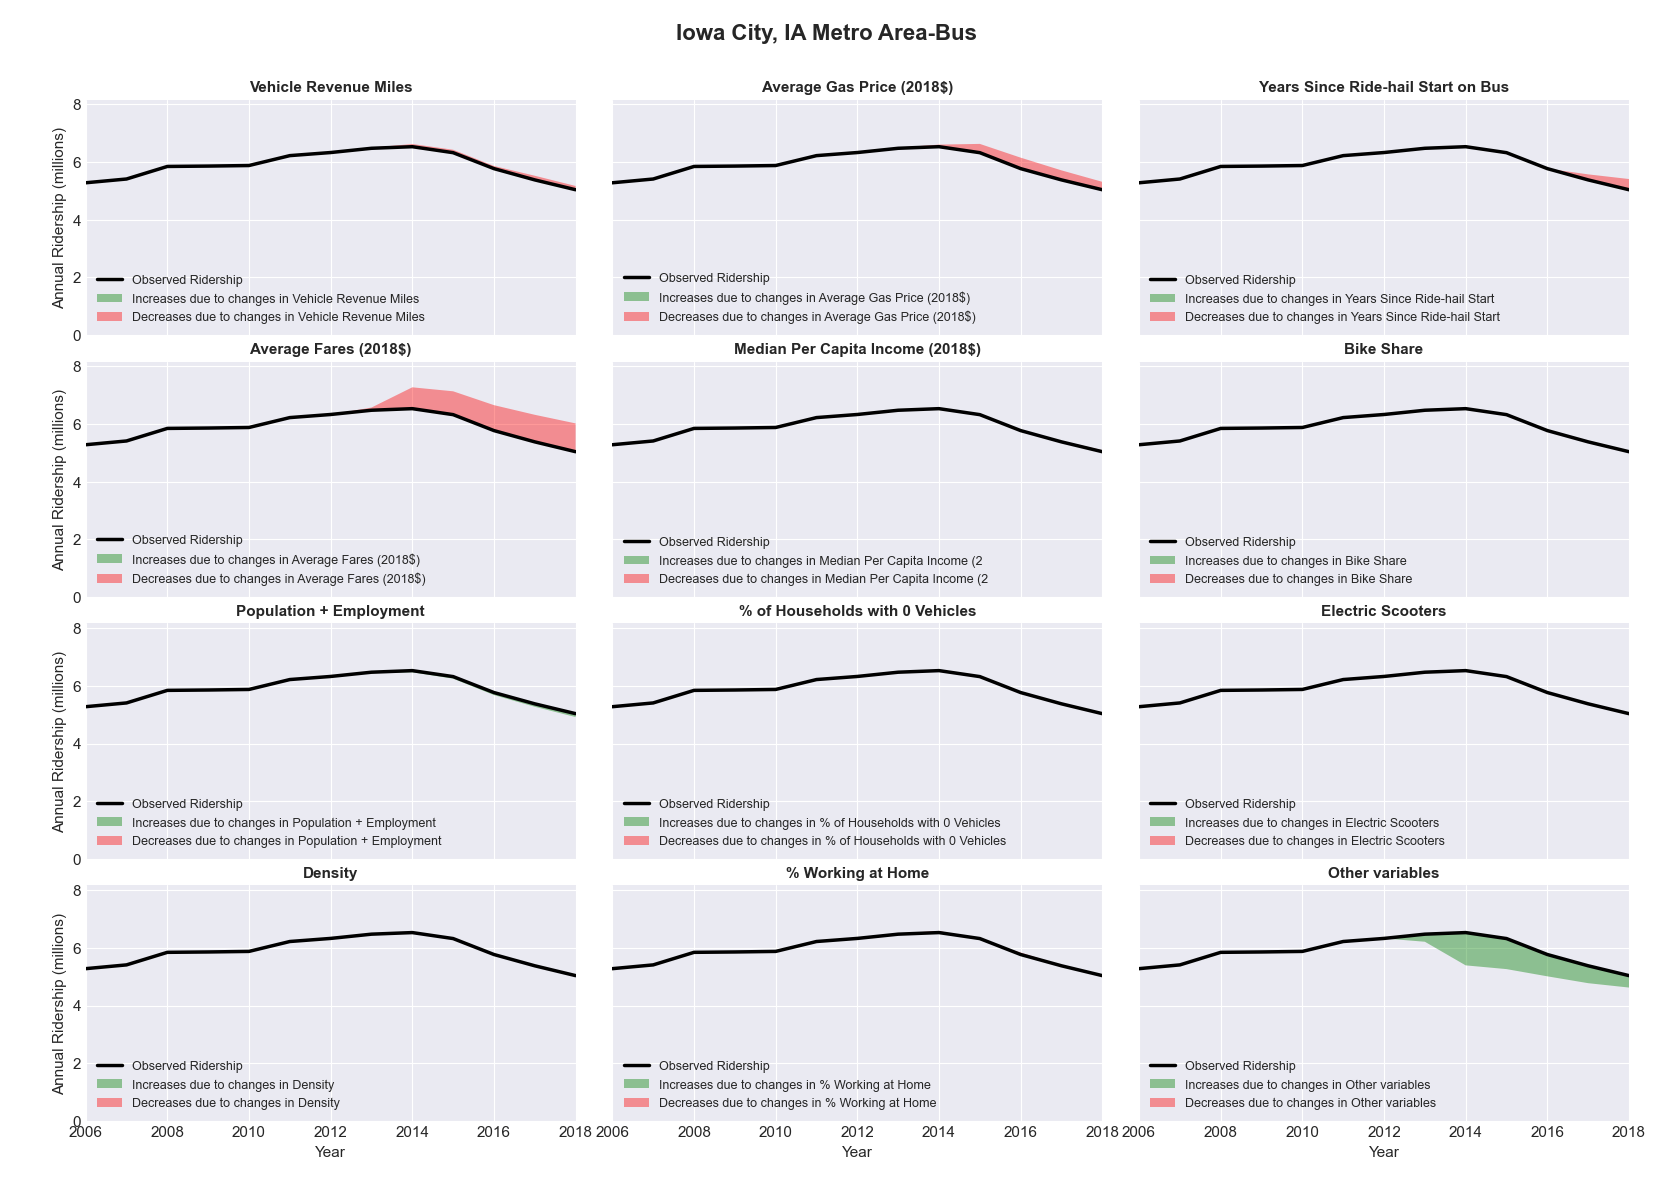 Iowa City, IA Metro Area-Bus
Vehicle Revenue Miles
Annual Ridership (millions)
8
6
4
2
0
Observed Ridership
Increases due to changes in Vehicle Revenue Miles
Decreases due to changes in Vehicle Revenue Miles
Average Gas Price (2018$)
Observed Ridership
Increases due to changes in Average Gas Price (2018$)
Decreases due to changes in Average Gas Price (2018$)
Years Since Ride-hail Start on Bus
Observed Ridership
Increases due to changes in Years Since Ride-hail Start
Decreases due to changes in Years Since Ride-hail Start
Average Fares (2018$)
Annual Ridership (millions)
8
6
4
2
0
Observed Ridership
Increases due to changes in Average Fares (2018$)
Decreases due to changes in Average Fares (2018$)
Median Per Capita Income (2018$)
Observed Ridership
Increases due to changes in Median Per Capita Income (2
Decreases due to changes in Median Per Capita Income (2
Bike Share
Observed Ridership
Increases due to changes in Bike Share
Decreases due to changes in Bike Share
Population + Employment
Annual Ridership (millions)
8
6
4
2
0
Observed Ridership
Increases due to changes in Population + Employment
Decreases due to changes in Population + Employment
% of Households with 0 Vehicles
Observed Ridership
Increases due to changes in % of Households with 0 Vehicles
Decreases due to changes in % of Households with 0 Vehicles
Electric Scooters
Observed Ridership
Increases due to changes in Electric Scooters
Decreases due to changes in Electric Scooters
Density
Annual Ridership (millions)
8
6
4
2
0
Observed Ridership
Increases due to changes in Density
Decreases due to changes in Density
2006 2008 2010 2012 2014 2016 2018
Year
% Working at Home
Observed Ridership
Increases due to changes in % Working at Home
Decreases due to changes in % Working at Home
2006 2008 2010 2012 2014 2016 2018
Year
Other variables
Observed Ridership
Increases due to changes in Other variables
Decreases due to changes in Other variables
2006 2008 2010 2012 2014 2016 2018
Year